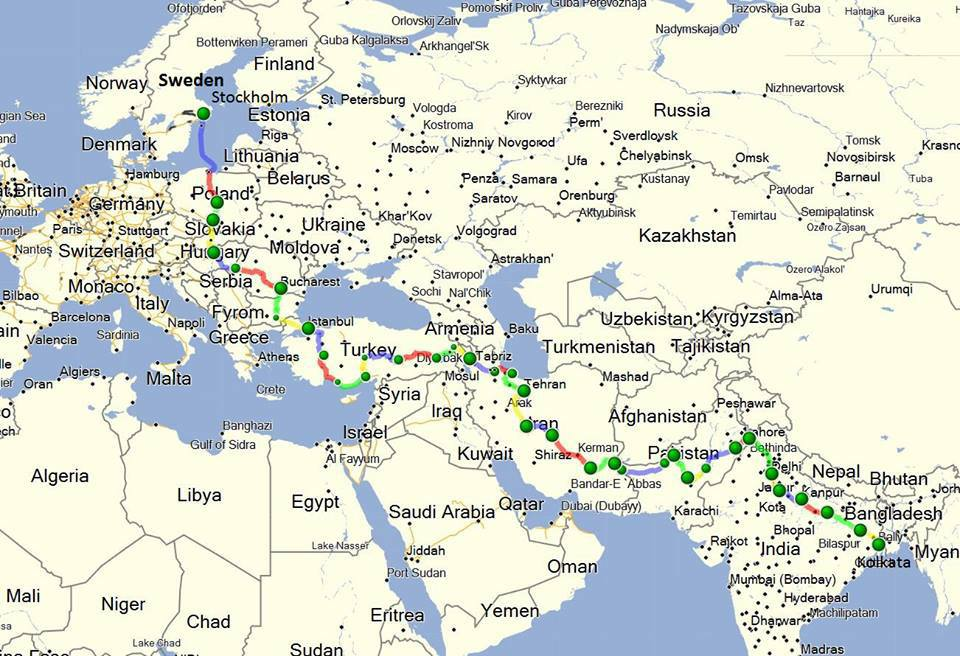 Ofotjorden
Bottenviken Perameri
Guba Kalgalaksa
Orlovskij Zaliv
Pomorskif Proliv
Guba Perevoznaja
Tazovskaja Guba
Taz
Hantajka
Kureika
Nadymskaja Ob'
Arkhangel'Sk
Finland
Norway
Sweden
Stockholm
Estonia
St. Petersburg
Syktyvkar
Nizhnevartovsk
Vologda
Kostroma
Kirov
Berezniki
Perm'
Russia
Riga
Denmark
Moscow
Nizhniy Novgorod
Sverdloysk
Tomsk
Lithuania
Hamburg
Belarus
Ufa
Chelyabinsk
Omsk
Novosibirsk
Barnaul
Tuba
Penza
Samara
Kustanay
Pavlodar
Saratov
Orenburg
Britain
Poland
Germany
Aktyubinsk
Temirtau
Semipalatinsk
Ozero Zajsan
Paris
Stuttgart
Slovakia
Ukraine
Khar'Kov
Volgograd
Donetsk
Kazakhstan
Nantes
Switzerland
Hungary
Moldova
Astrakhan'
Ozero Alakol'
Monaco
Serbia
Bucharest
Stavropol'
Sochi
Nal'Chik
Urumqi
Alma-Ata
Bilbao
Italy
Barcelona
Fyrom.
Istanbul
Armenia
Baku
Uzbekistan
Kyrgyzstan
Napoli
Valencia
Sardinia
Greece
Athens
Turkey
Tabriz
Turkmenistan
Tajikistan
Algiers
Oran
Malta
Crete
Syria
Mosul
Tehran
Mashad
Arak
Peshawar
Banghazi
Gulf of Sidra
Israel
Iraq
Iran
Afghanistan
Lahore
Bethinda
Al Fayyum
Kuwait
Shiraz
Kerman
Pakistan
Delhi
Nepal
Bhutan
Algeria
Libya
Egypt
Bandar-E `Abbas
Kanpur
Qatar
Dubai (Dubayy)
Karachi
Kota
Bangladesh
Saudi Arabia
Bhopal
Lake Nasser
Jiddah
Rajkot
India
Bilaspur
Bally
Kolkata
Port Sudan
Oman
Mumbai (Bombay)
Hyderabad
Mali
Niger
Chad
Eritrea
Yemen
Machilipatam
Dharwar
Lake Chad
Sudan
Madras